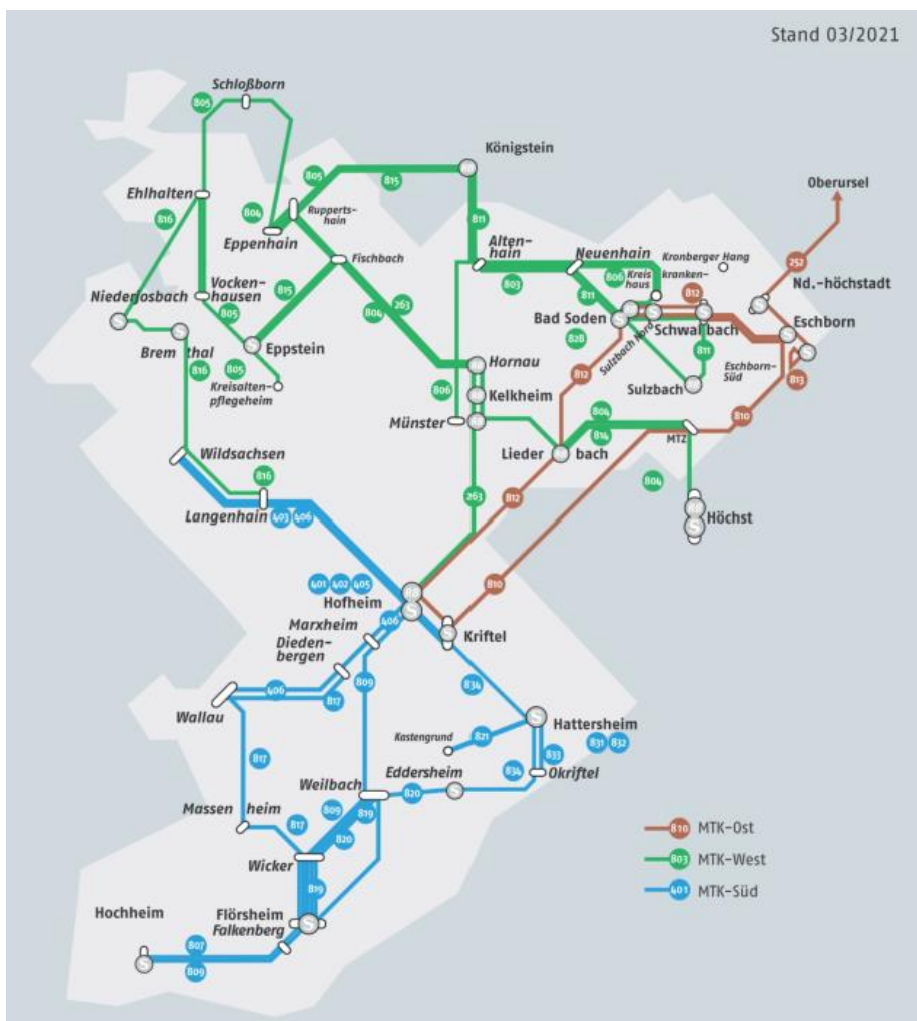 Stand 03/2021
Schloßborn
805
Königstein
805
815
Oberursel
Ehlhalten
816
804
Rupperts-
hain
Eppenhain
811
Alten-
hain
Neuenhain
Kronberger Hang
806
Kreis
kranken-
haus
252
Fischbach
803
811
812
Nd.-höchstadt
Vocken-
hausen
815
263
804
Niederjosbach
805
Bad Soden
828
Sulzbach Nord
Schwalbach
Eschborn
Brem thal
816
S
Eppstein
805
Kreisalten-
pflegeheim
Hornau
Kelkheim
806
Münster
812
811
Sulzbach
Eschborn-
Süd
813
810
804
814
MTZ
Lieder bach
Wildsachsen
816
Langenhain
403
406
263
812
804
RB
S
Höchst
401
402
405
Hofheim
RB
S
810
S
Kriftel
Marxheim
406
Dieden-
bergen
809
834
406
817
Wallau
Kastengrund
821
S
Hattersheim
831
832
833
834
Okriftel
817
Eddersheim
Weilbach
820
S
Massen heim
817
809
819
820
Wicker
819
810
MTK-Ost
803
MTK-West
401
MTK-Süd
Hochheim
Flörsheim
Falkenberg
S
807
809
S